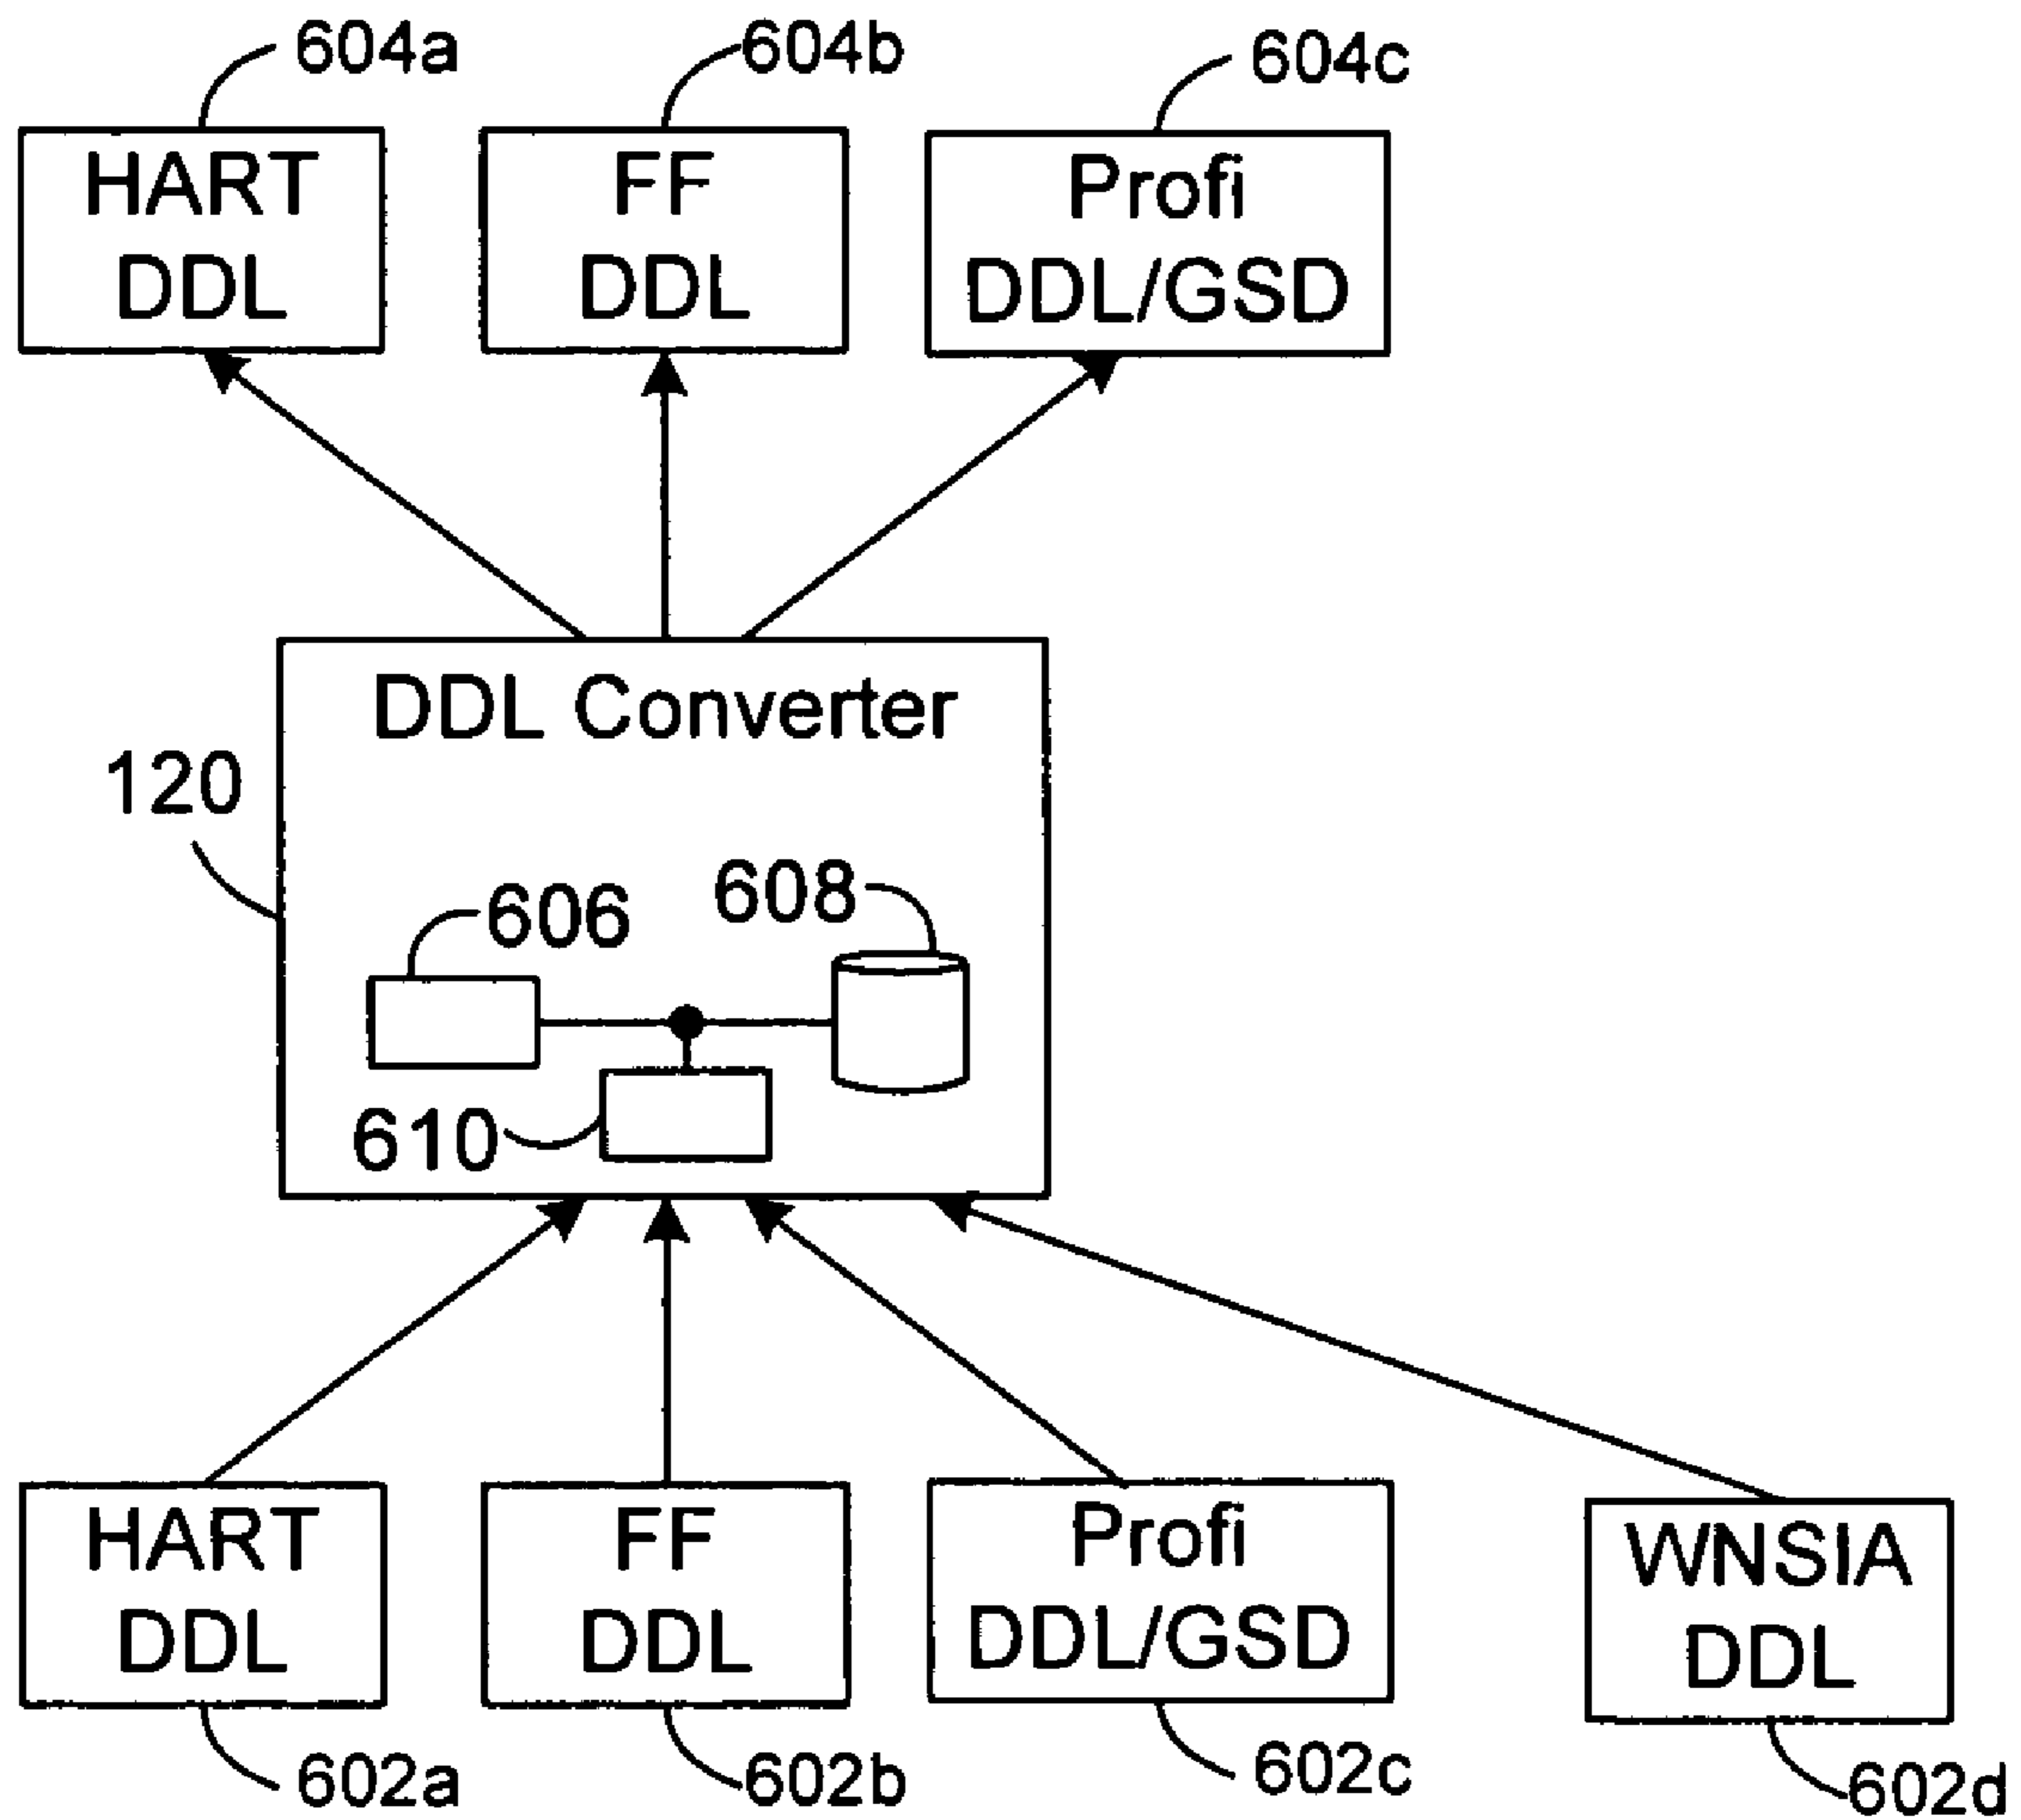 604a
604b
604c
HART
DDL
FF
DDL
Profi
DDL/GSD
DDL Converter
120
606
608
610
HART
DDL
FF
DDL
Profi
DDL/GSD
WNSIA
DDL
602a
602b
602c
602d